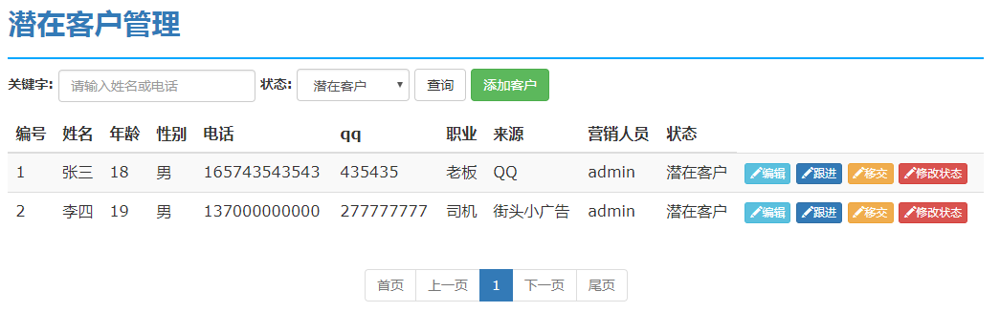 潜在客户管理
关键字: 请输入姓名或电话 状态: 潜在客户 查询 添加客户
编号 姓名 年龄 性别 电话 qq 职业 来源 营销人员 状态
1 张三 18 男 165743543543 435435 老板 QQ admin 潜在客户 编辑 跟进 移交 修改状态
2 李四 19 男 137000000000 277777777 司机 街头小广告 admin 潜在客户 编辑 跟进 移交 修改状态
首页 上一页 1 下一页 尾页